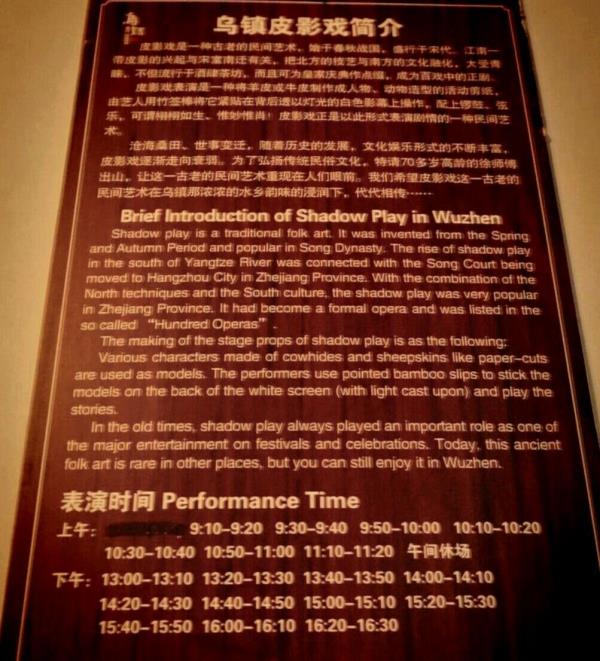 乌镇
乌镇皮影戏简介
皮影戏是一种古老的民间艺术，始于春秋战国，盛行于宋代。江南一
带皮影的兴起与宋室南迁有关，把北方的技艺与南方的文化融化，大受青
睐，不但流行于酒肆茶坊，而且可为皇家庆典作点缀，成为百戏中的正剧。
皮影戏表演是一种将羊皮或牛皮制作成人物、动物造型的活动剪纸，
由艺人用竹签棒将它紧贴在背后透以灯光的白色影幕上操作，配上锣鼓、弦
乐，可谓栩栩如生、惟妙惟肖！皮影戏正是以此形式表演剧情的一种民间艺
术。
沧海桑田、世事变迁，随着历史的发展，文化娱乐形式的不断丰富，
皮影戏逐渐走向衰弱。为了弘扬传统民俗文化，特请70多岁高龄的徐师傅
出山，让这一古老的民间艺术重现在人们眼前。我们希望皮影戏这一古老的
民间艺术在乌镇那浓浓的水乡韵味的浸润下，代代相传……
Brief Introduction of Shadow Play in Wuzhen
Shadow play is a traditional folk art. It was invented from the Spring
and Autumn Period and popular in Song Dynasty. The rise of shadow play
in the south of Yangtze River was connected with the Song Court being
moved to Hangzhou City in Zhejiang Province. With the combination of the
North techniques and the South culture, the shadow play was very popular
in Zhejiang Province. It had become a formal opera and was listed in the
so called “Hundred Operas”.
The making of the stage props of shadow play is as the following:
Various characters made of cowhides and sheepskins like paper-cuts
are used as models. The performers use pointed bamboo slips to stick the
models on the back of the white screen (with light cast upon) and play the
stories.
In the old times, shadow play always played an important role as one of
the major entertainment on festivals and celebrations. Today, this ancient
folk art is rare in other places, but you can still enjoy it in Wuzhen.
表演时间 Performance Time
上午： 9:10-9:20 9:30-9:40 9:50-10:00 10:10-10:20
10:30-10:40 10:50-11:00 11:10-11:20 午间休场
下午：13:00-13:10 13:20-13:30 13:40-13:50 14:00-14:10
14:20-14:30 14:40-14:50 15:00-15:10 15:20-15:30
15:40-15:50 16:00-16:10 16:20-16:30